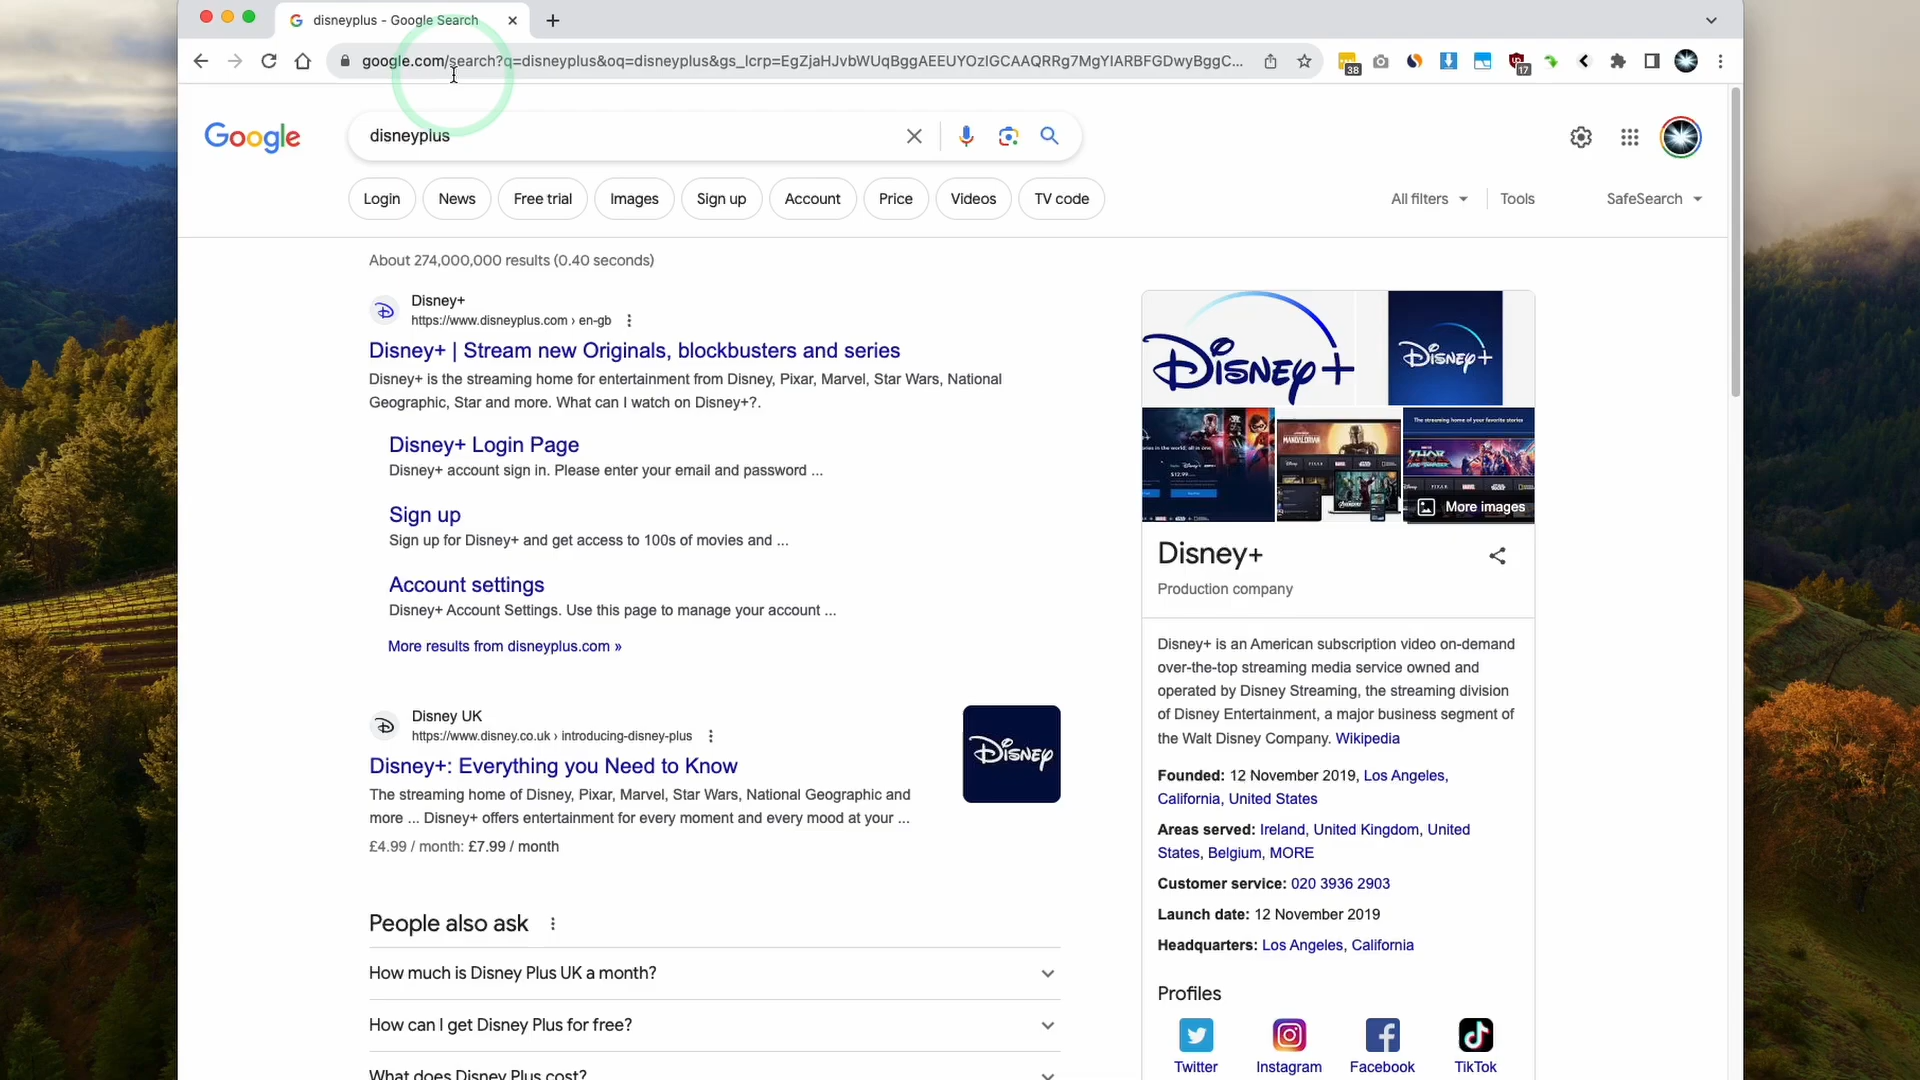 disneyplus - Google Search
google.com/search?q=disneyplus&oq=disneyplus&gs_lcrp=EgZjaHJvbWUqBggAEEUYOzIGCAAQRRg7MgYIARBFGDwyBggC...
38
17
Google
disneyplus
Login
News
Free trial
Images
Sign up
Account
Price
Videos
TV code
All filters
Tools
SafeSearch
About 274,000,000 results (0.40 seconds)
Disney+
https://www.disneyplus.com › en-gb
Disney+ | Stream new Originals, blockbusters and series
Disney+ is the streaming home for entertainment from Disney, Pixar, Marvel, Star Wars, National
Geographic, Star and more. What can I watch on Disney+?.
Disney+ Login Page
Disney+ account sign in. Please enter your email and password ...
Sign up
Sign up for Disney+ and get access to 100s of movies and ...
Account settings
Disney+ Account Settings. Use this page to manage your account ...
More results from disneyplus.com »
Disney UK
https://www.disney.co.uk › introducing-disney-plus
Disney+: Everything you Need to Know
The streaming home of Disney, Pixar, Marvel, Star Wars, National Geographic and
more ... Disney+ offers entertainment for every moment and every mood at your ...
£4.99 / month: £7.99 / month
Disney
People also ask
How much is Disney Plus UK a month?
How can I get Disney Plus for free?
What does Disney Plus cost?
Disney+
Disney+
The streaming home of your favorite stories
MANDALORIAN
THOR
More images
Disney+
Production company
Disney+ is an American subscription video on-demand
over-the-top streaming media service owned and
operated by Disney Streaming, the streaming division
of Disney Entertainment, a major business segment of
the Walt Disney Company. Wikipedia
Founded: 12 November 2019, Los Angeles,
California, United States
Areas served: Ireland, United Kingdom, United
States, Belgium, MORE
Customer service: 020 3936 2903
Launch date: 12 November 2019
Headquarters: Los Angeles, California
Profiles
Twitter
Instagram
Facebook
TikTok